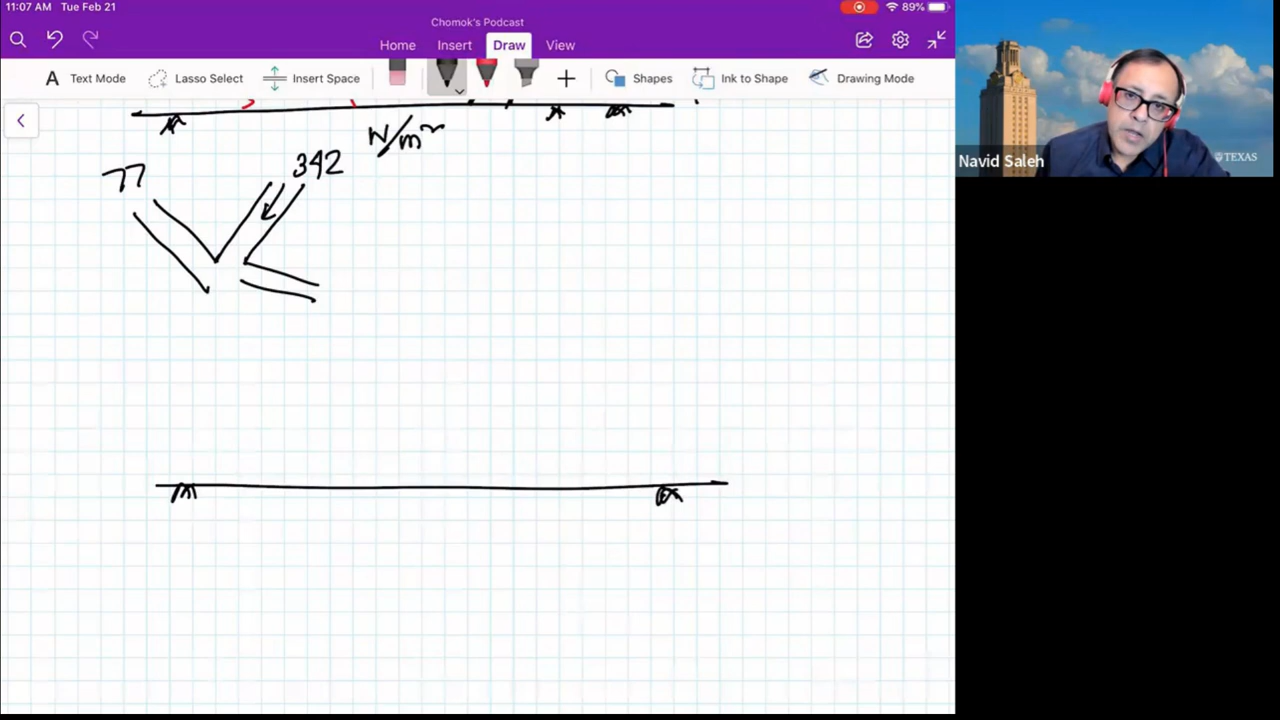 11:07 AM Tue Feb 21
89%
Chomok's Podcast
Home Insert Draw View
Text Mode Lasso Select Insert Space Shapes Ink to Shape Drawing Mode
W/m²
77
342
Navid Saleh
TEXAS